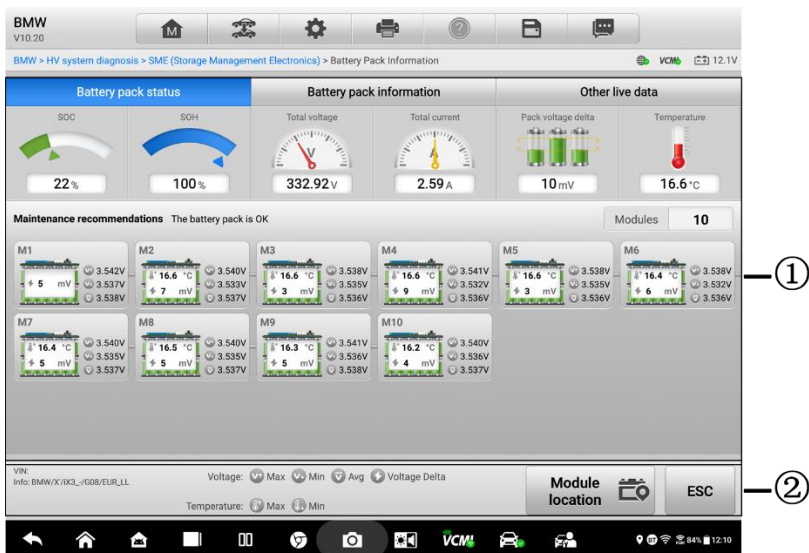 BMW
V10.20
BMW > HV system diagnosis > SME (Storage Management Electronics) > Battery Pack Information
VCMI 12.1V
Battery pack status Battery pack information Other live data
SOC SOH Total voltage Total current Pack voltage delta Temperature
V A
22 % 100 % 332.92 V 2.59 A 10 mV 16.6 °C
Maintenance recommendations The battery pack is OK Modules 10
M1 M2 M3 M4 M5 M6
3.542V 16.6 °C 3.540V 16.6 °C 3.538V 16.6 °C 3.541V 16.6 °C 3.538V 16.4 °C 3.538V
5 mV 3.537V 7 mV 3.533V 3 mV 3.535V 9 mV 3.532V 3 mV 3.535V 6 mV 3.532V
3.538V 3.537V 3.536V 3.536V 3.536V 3.536V
①
M7 M8 M9 M10
16.4 °C 3.540V 16.5 °C 3.540V 16.3 °C 3.541V 16.2 °C 3.540V
5 mV 3.535V 5 mV 3.535V 5 mV 3.536V 4 mV 3.536V
3.537V 3.537V 3.538V 3.537V
VIN:
Info: BMW/X'/iX3_-/G08/EUR_LL
Voltage: Max Min Avg Voltage Delta
Temperature: Max Min
Module location ESC
②
VCMI 84% 12:10